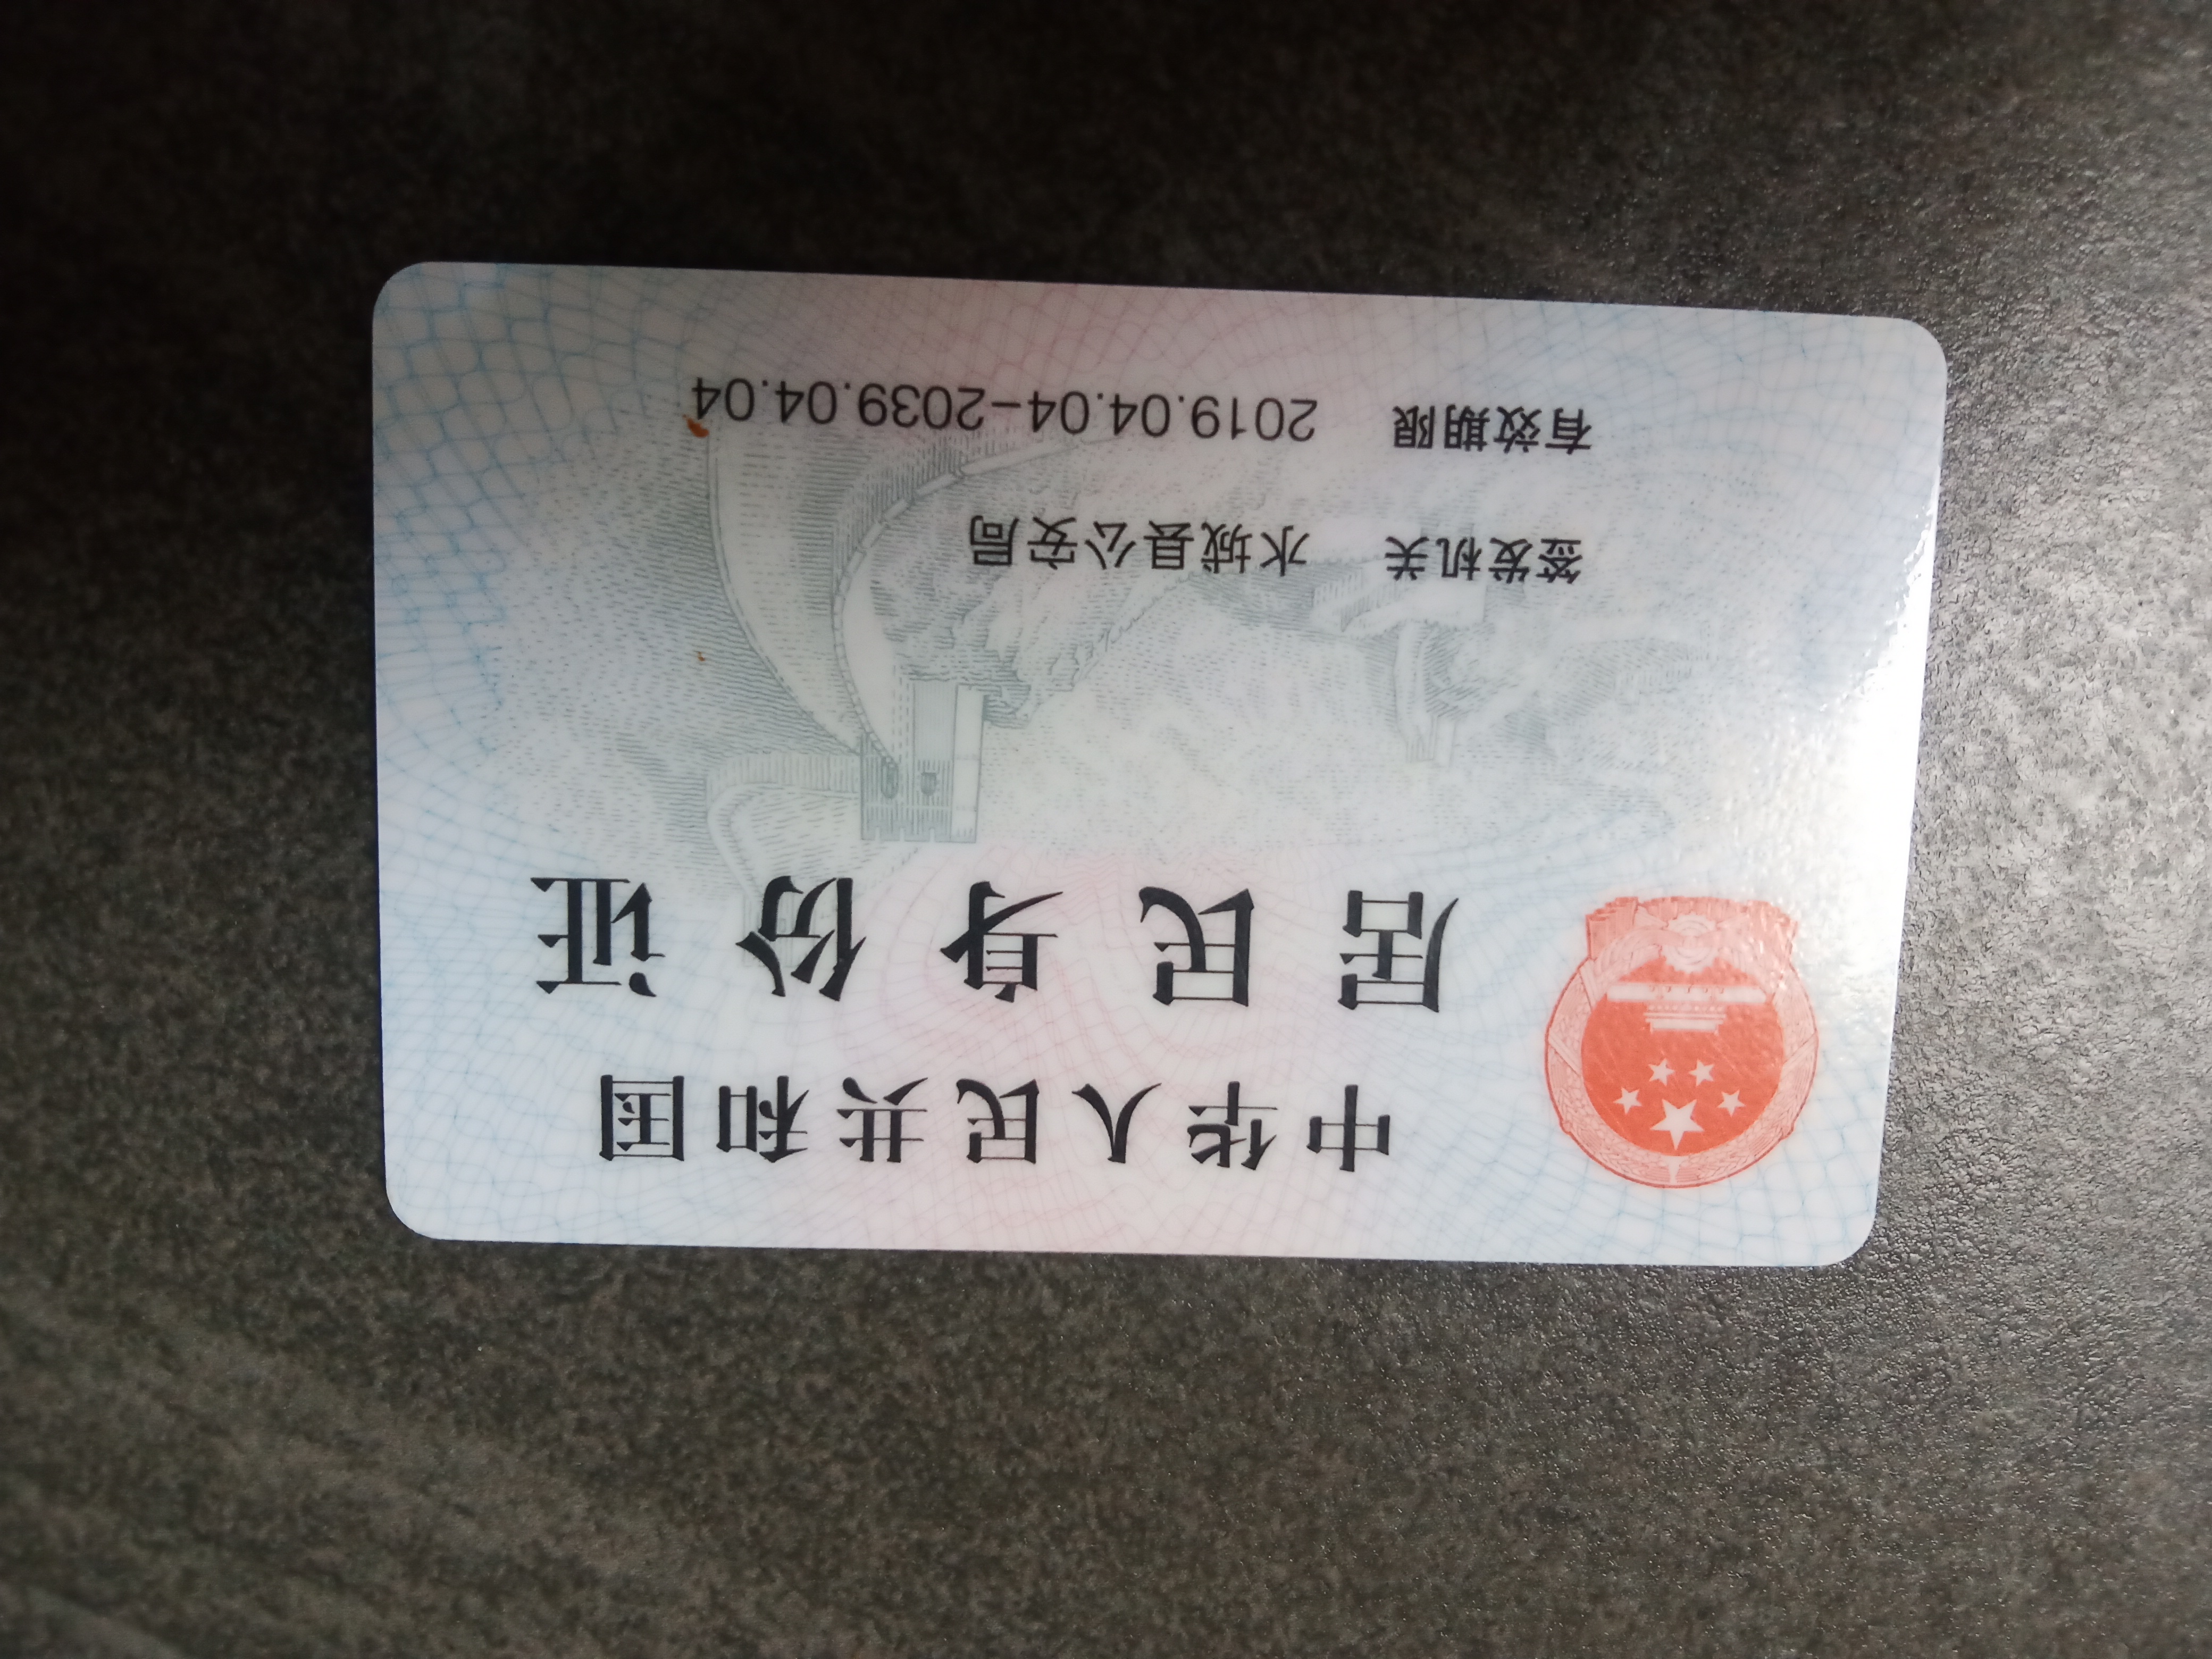 中华人民共和国
居民身份证
签发机关 水城县公安局
有效期限 2019.04.04-2039.04.04